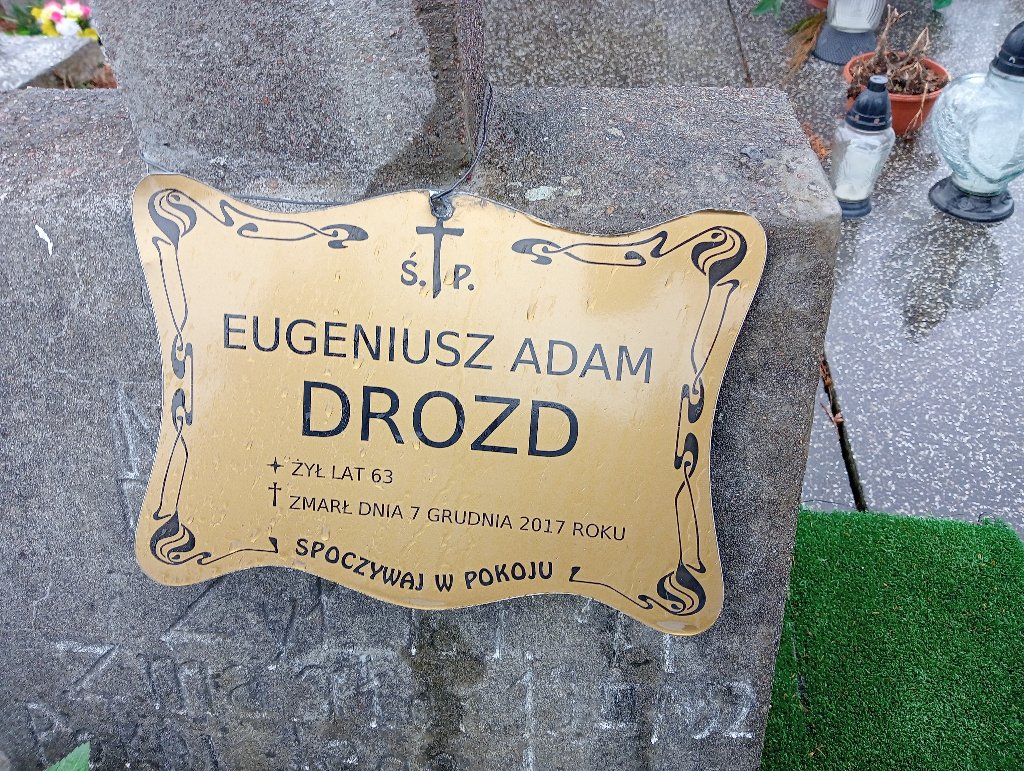 Ś. P.
EUGENIUSZ ADAM
DROZD
ŻYŁ LAT 63
ZMARŁ DNIA 7 GRUDNIA 2017 ROKU
SPOCZYWAJ W POKOJU